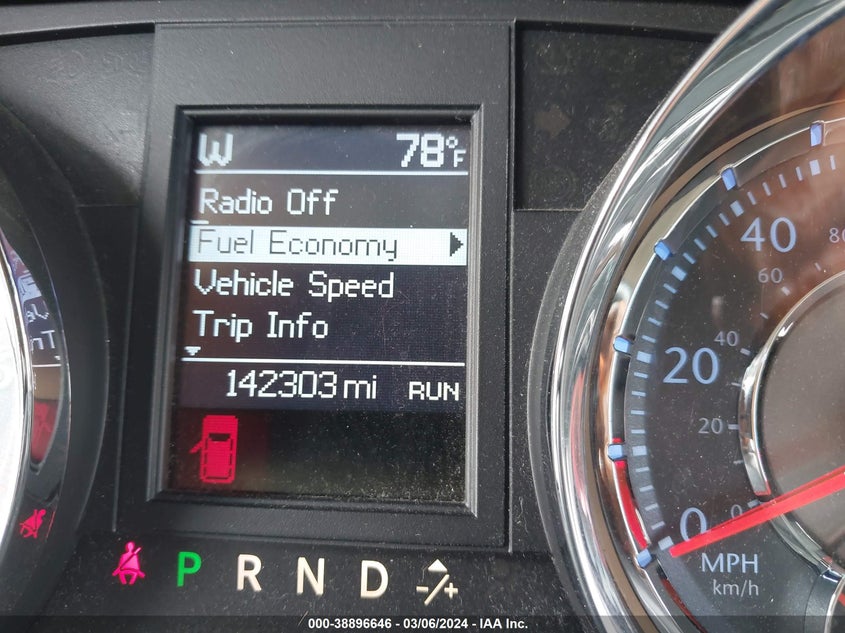 W 78°F
Radio Off
Fuel Economy
Vehicle Speed
Trip Info
142303 mi RUN
P R N D -/+
40
60
20
40
20
0
0
MPH
km/h
000-38896646 - 03/06/2024 - IAA Inc.